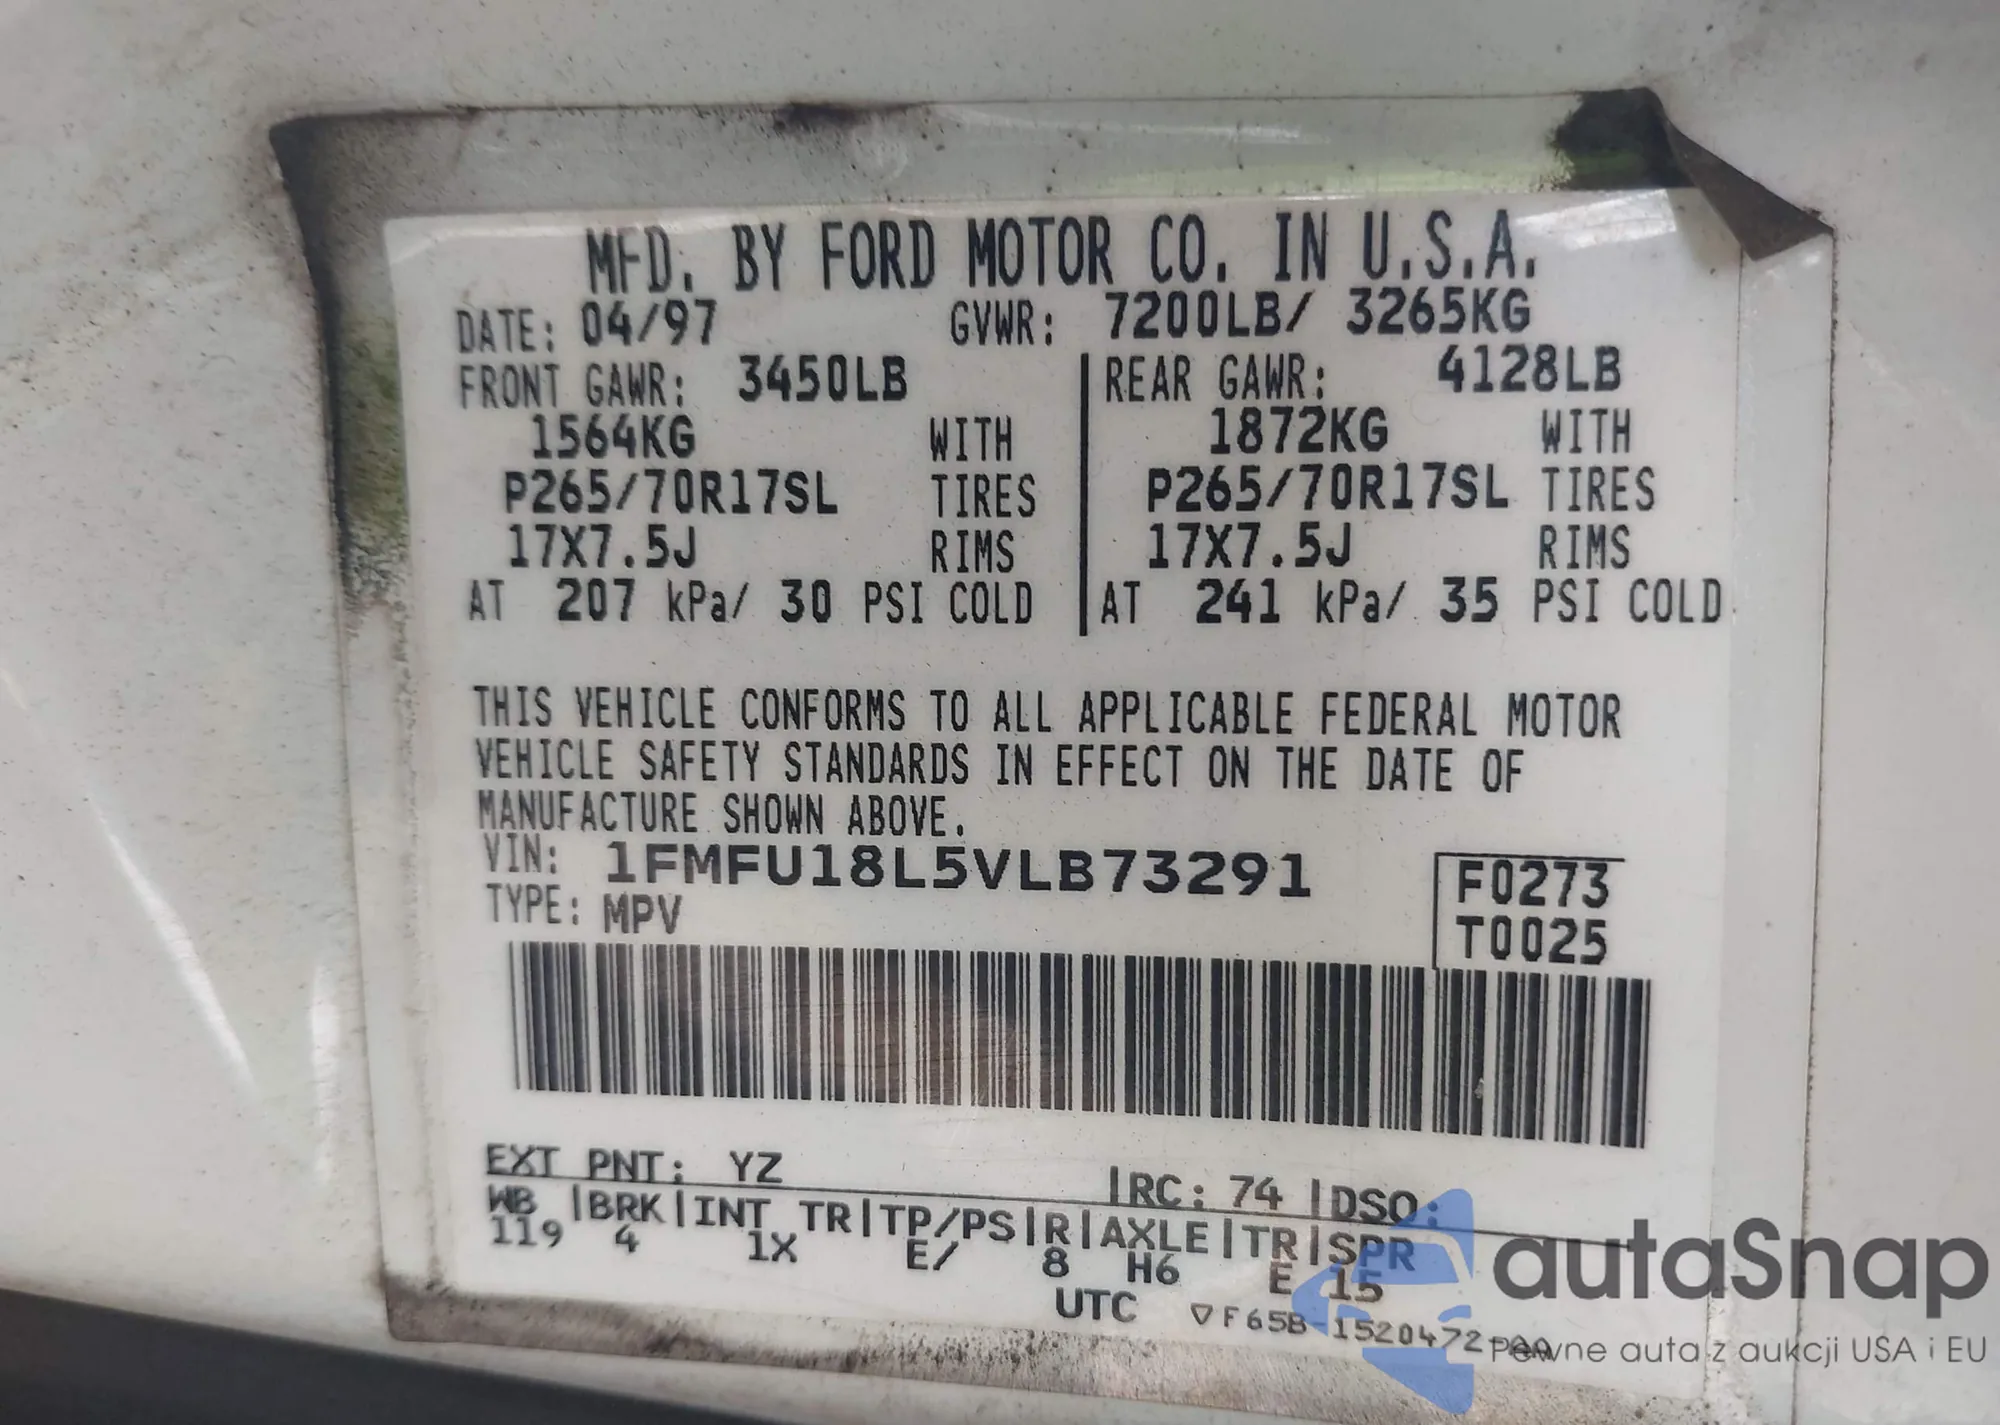 MFD. BY FORD MOTOR CO. IN U.S.A.
DATE: 04/97 GVWR: 7200LB/ 3265KG
FRONT GAWR: 3450LB REAR GAWR: 4128LB
1564KG WITH 1872KG WITH
P265/70R17SL TIRES P265/70R17SL TIRES
17X7.5J RIMS 17X7.5J RIMS
AT 207 kPa/ 30 PSI COLD AT 241 kPa/ 35 PSI COLD
THIS VEHICLE CONFORMS TO ALL APPLICABLE FEDERAL MOTOR
VEHICLE SAFETY STANDARDS IN EFFECT ON THE DATE OF
MANUFACTURE SHOWN ABOVE.
VIN: 1FMFU18L5VLB73291 F0273
TYPE: MPV T0025
EXT PNT: YZ |RC: 74 |DSO:
WB |BRK|INT TR|TP/PS|R|AXLE|TR|SPR
119 4 1X E/ 8 H6 E 15
UTC ▽F65B-1520472-AA
autaSnap
Pewne auta z aukcji USA i EU